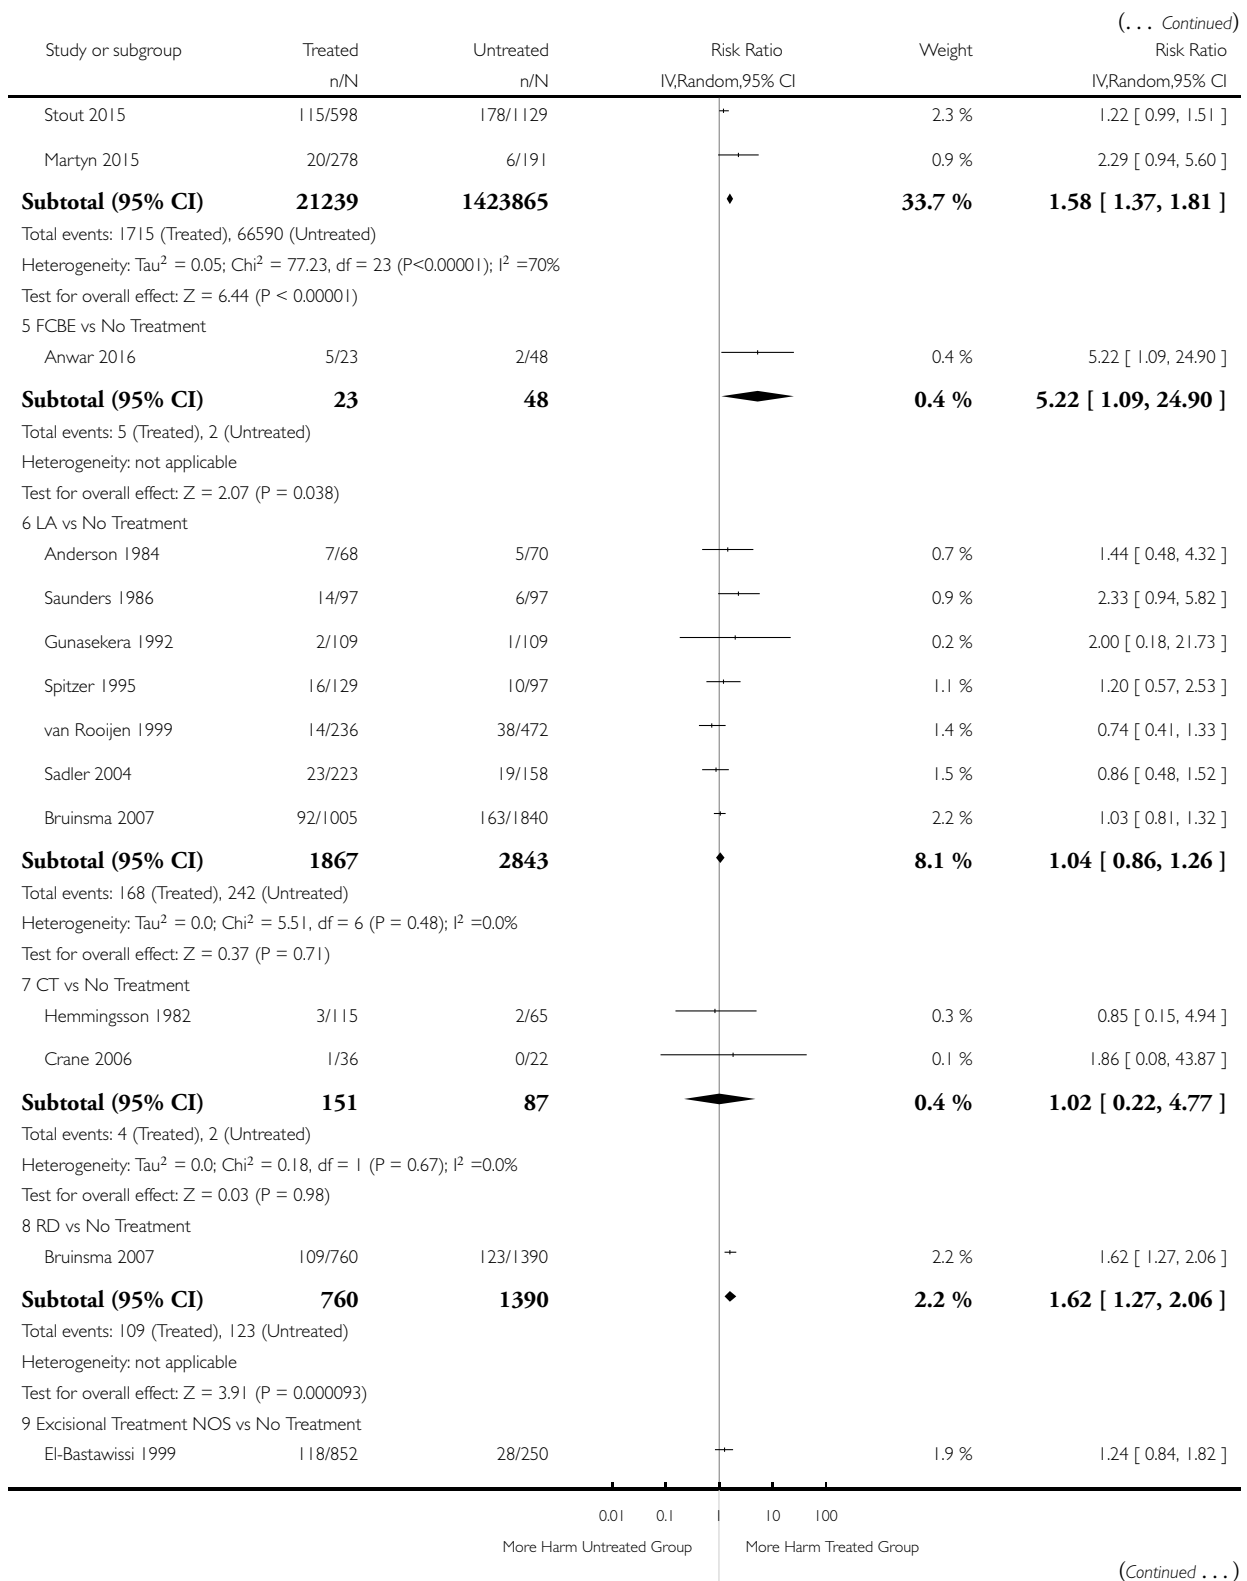 (... Continued)
Study or subgroup Treated Untreated Risk Ratio Weight Risk Ratio
n/N n/N IV,Random,95% CI IV,Random,95% CI
Stout 2015 115/598 178/1129 2.3 % 1.22 [ 0.99, 1.51 ]
Martyn 2015 20/278 6/191 0.9 % 2.29 [ 0.94, 5.60 ]
Subtotal (95% CI) 21239 1423865 33.7 % 1.58 [ 1.37, 1.81 ]
Total events: 1715 (Treated), 66590 (Untreated)
Heterogeneity: Tau² = 0.05; Chi² = 77.23, df = 23 (P<0.00001); I² =70%
Test for overall effect: Z = 6.44 (P < 0.00001)
5 FCBE vs No Treatment
Anwar 2016 5/23 2/48 0.4 % 5.22 [ 1.09, 24.90 ]
Subtotal (95% CI) 23 48 0.4 % 5.22 [ 1.09, 24.90 ]
Total events: 5 (Treated), 2 (Untreated)
Heterogeneity: not applicable
Test for overall effect: Z = 2.07 (P = 0.038)
6 LA vs No Treatment
Anderson 1984 7/68 5/70 0.7 % 1.44 [ 0.48, 4.32 ]
Saunders 1986 14/97 6/97 0.9 % 2.33 [ 0.94, 5.82 ]
Gunasekera 1992 2/109 1/109 0.2 % 2.00 [ 0.18, 21.73 ]
Spitzer 1995 16/129 10/97 1.1 % 1.20 [ 0.57, 2.53 ]
van Rooijen 1999 14/236 38/472 1.4 % 0.74 [ 0.41, 1.33 ]
Sadler 2004 23/223 19/158 1.5 % 0.86 [ 0.48, 1.52 ]
Bruinsma 2007 92/1005 163/1840 2.2 % 1.03 [ 0.81, 1.32 ]
Subtotal (95% CI) 1867 2843 8.1 % 1.04 [ 0.86, 1.26 ]
Total events: 168 (Treated), 242 (Untreated)
Heterogeneity: Tau² = 0.0; Chi² = 5.51, df = 6 (P = 0.48); I² =0.0%
Test for overall effect: Z = 0.37 (P = 0.71)
7 CT vs No Treatment
Hemmingsson 1982 3/115 2/65 0.3 % 0.85 [ 0.15, 4.94 ]
Crane 2006 1/36 0/22 0.1 % 1.86 [ 0.08, 43.87 ]
Subtotal (95% CI) 151 87 0.4 % 1.02 [ 0.22, 4.77 ]
Total events: 4 (Treated), 2 (Untreated)
Heterogeneity: Tau² = 0.0; Chi² = 0.18, df = 1 (P = 0.67); I² =0.0%
Test for overall effect: Z = 0.03 (P = 0.98)
8 RD vs No Treatment
Bruinsma 2007 109/760 123/1390 2.2 % 1.62 [ 1.27, 2.06 ]
Subtotal (95% CI) 760 1390 2.2 % 1.62 [ 1.27, 2.06 ]
Total events: 109 (Treated), 123 (Untreated)
Heterogeneity: not applicable
Test for overall effect: Z = 3.91 (P = 0.000093)
9 Excisional Treatment NOS vs No Treatment
El-Bastawissi 1999 118/852 28/250 1.9 % 1.24 [ 0.84, 1.82 ]
0.01 0.1 1 10 100
More Harm Untreated Group More Harm Treated Group
(Continued ...)